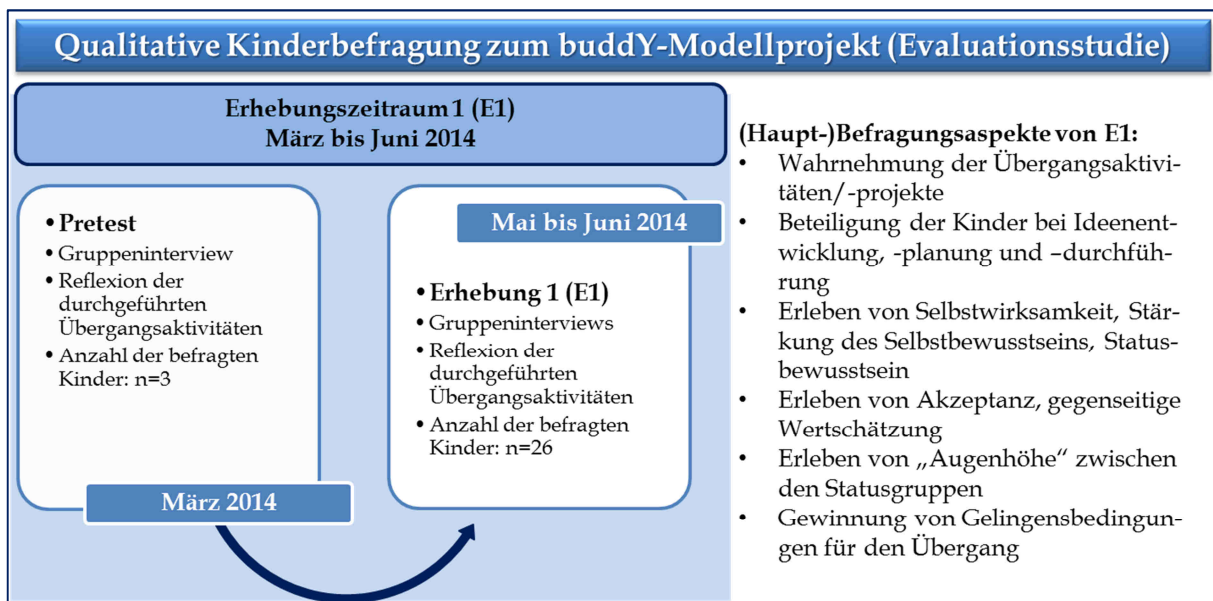 Qualitative Kinderbefragung zum buddY-Modellprojekt (Evaluationsstudie)
Erhebungszeitraum 1 (E1)
März bis Juni 2014
• Pretest
• Gruppeninterview
• Reflexion der
durchgeführten
Übergangsaktivitäten
• Anzahl der befragten
Kinder: n=3
März 2014
Mai bis Juni 2014
• Erhebung 1 (E1)
• Gruppeninterviews
• Reflexion der
durchgeführten
Übergangsaktivitäten
• Anzahl der befragten
Kinder: n=26
(Haupt-)Befragungsaspekte von E1:
• Wahrnehmung der Übergangsaktivi-
täten/-projekte
• Beteiligung der Kinder bei Ideenent-
wicklung, -planung und –durchfüh-
rung
• Erleben von Selbstwirksamkeit, Stär-
kung des Selbstbewusstseins, Status-
bewusstsein
• Erleben von Akzeptanz, gegenseitige
Wertschätzung
• Erleben von „Augenhöhe“ zwischen
den Statusgruppen
• Gewinnung von Gelingensbedingun-
gen für den Übergang